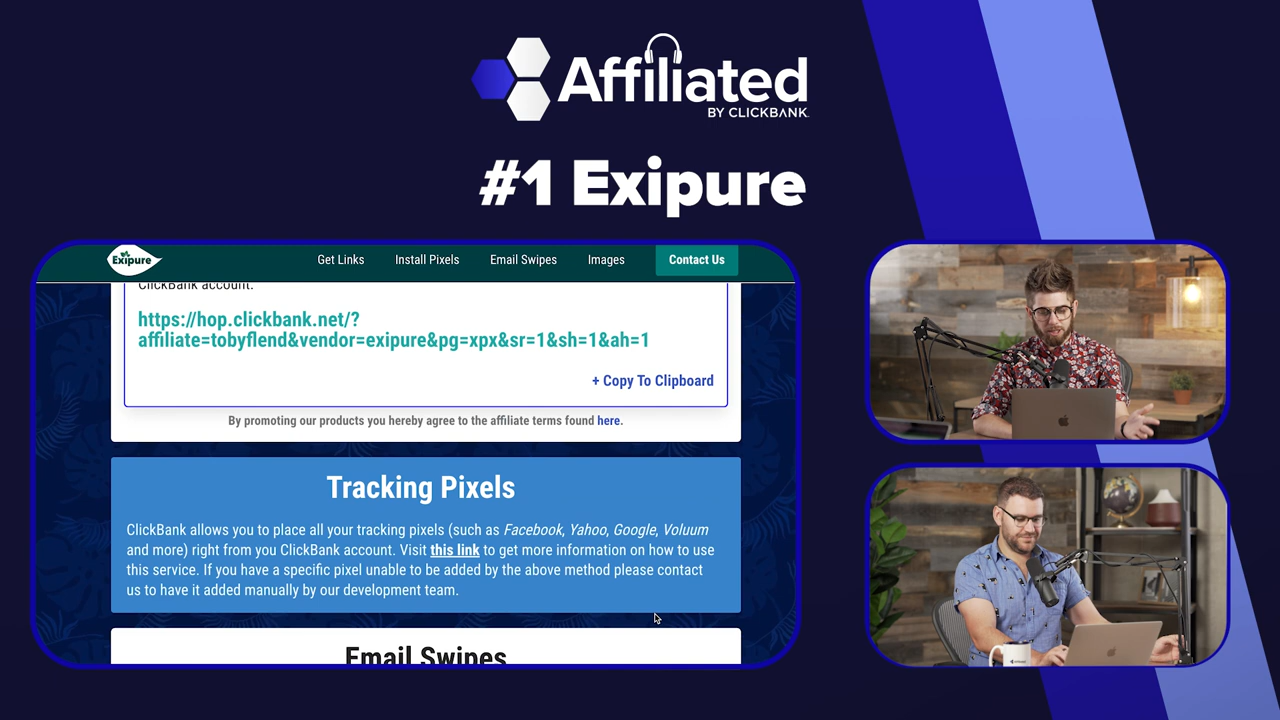 Affiliated
BY CLICKBANK
#1 Exipure
Exipure
Get Links
Install Pixels
Email Swipes
Images
Contact Us
ClickBank account.
https://hop.clickbank.net/?
affiliate=tobyflend&vendor=exipure&pg=xpx&sr=1&sh=1&ah=1
+ Copy To Clipboard
By promoting our products you hereby agree to the affiliate terms found here.
Tracking Pixels
ClickBank allows you to place all your tracking pixels (such as Facebook, Yahoo, Google, Voluum
and more) right from you ClickBank account. Visit this link to get more information on how to use
this service. If you have a specific pixel unable to be added by the above method please contact
us to have it added manually by our development team.
Email Swipes